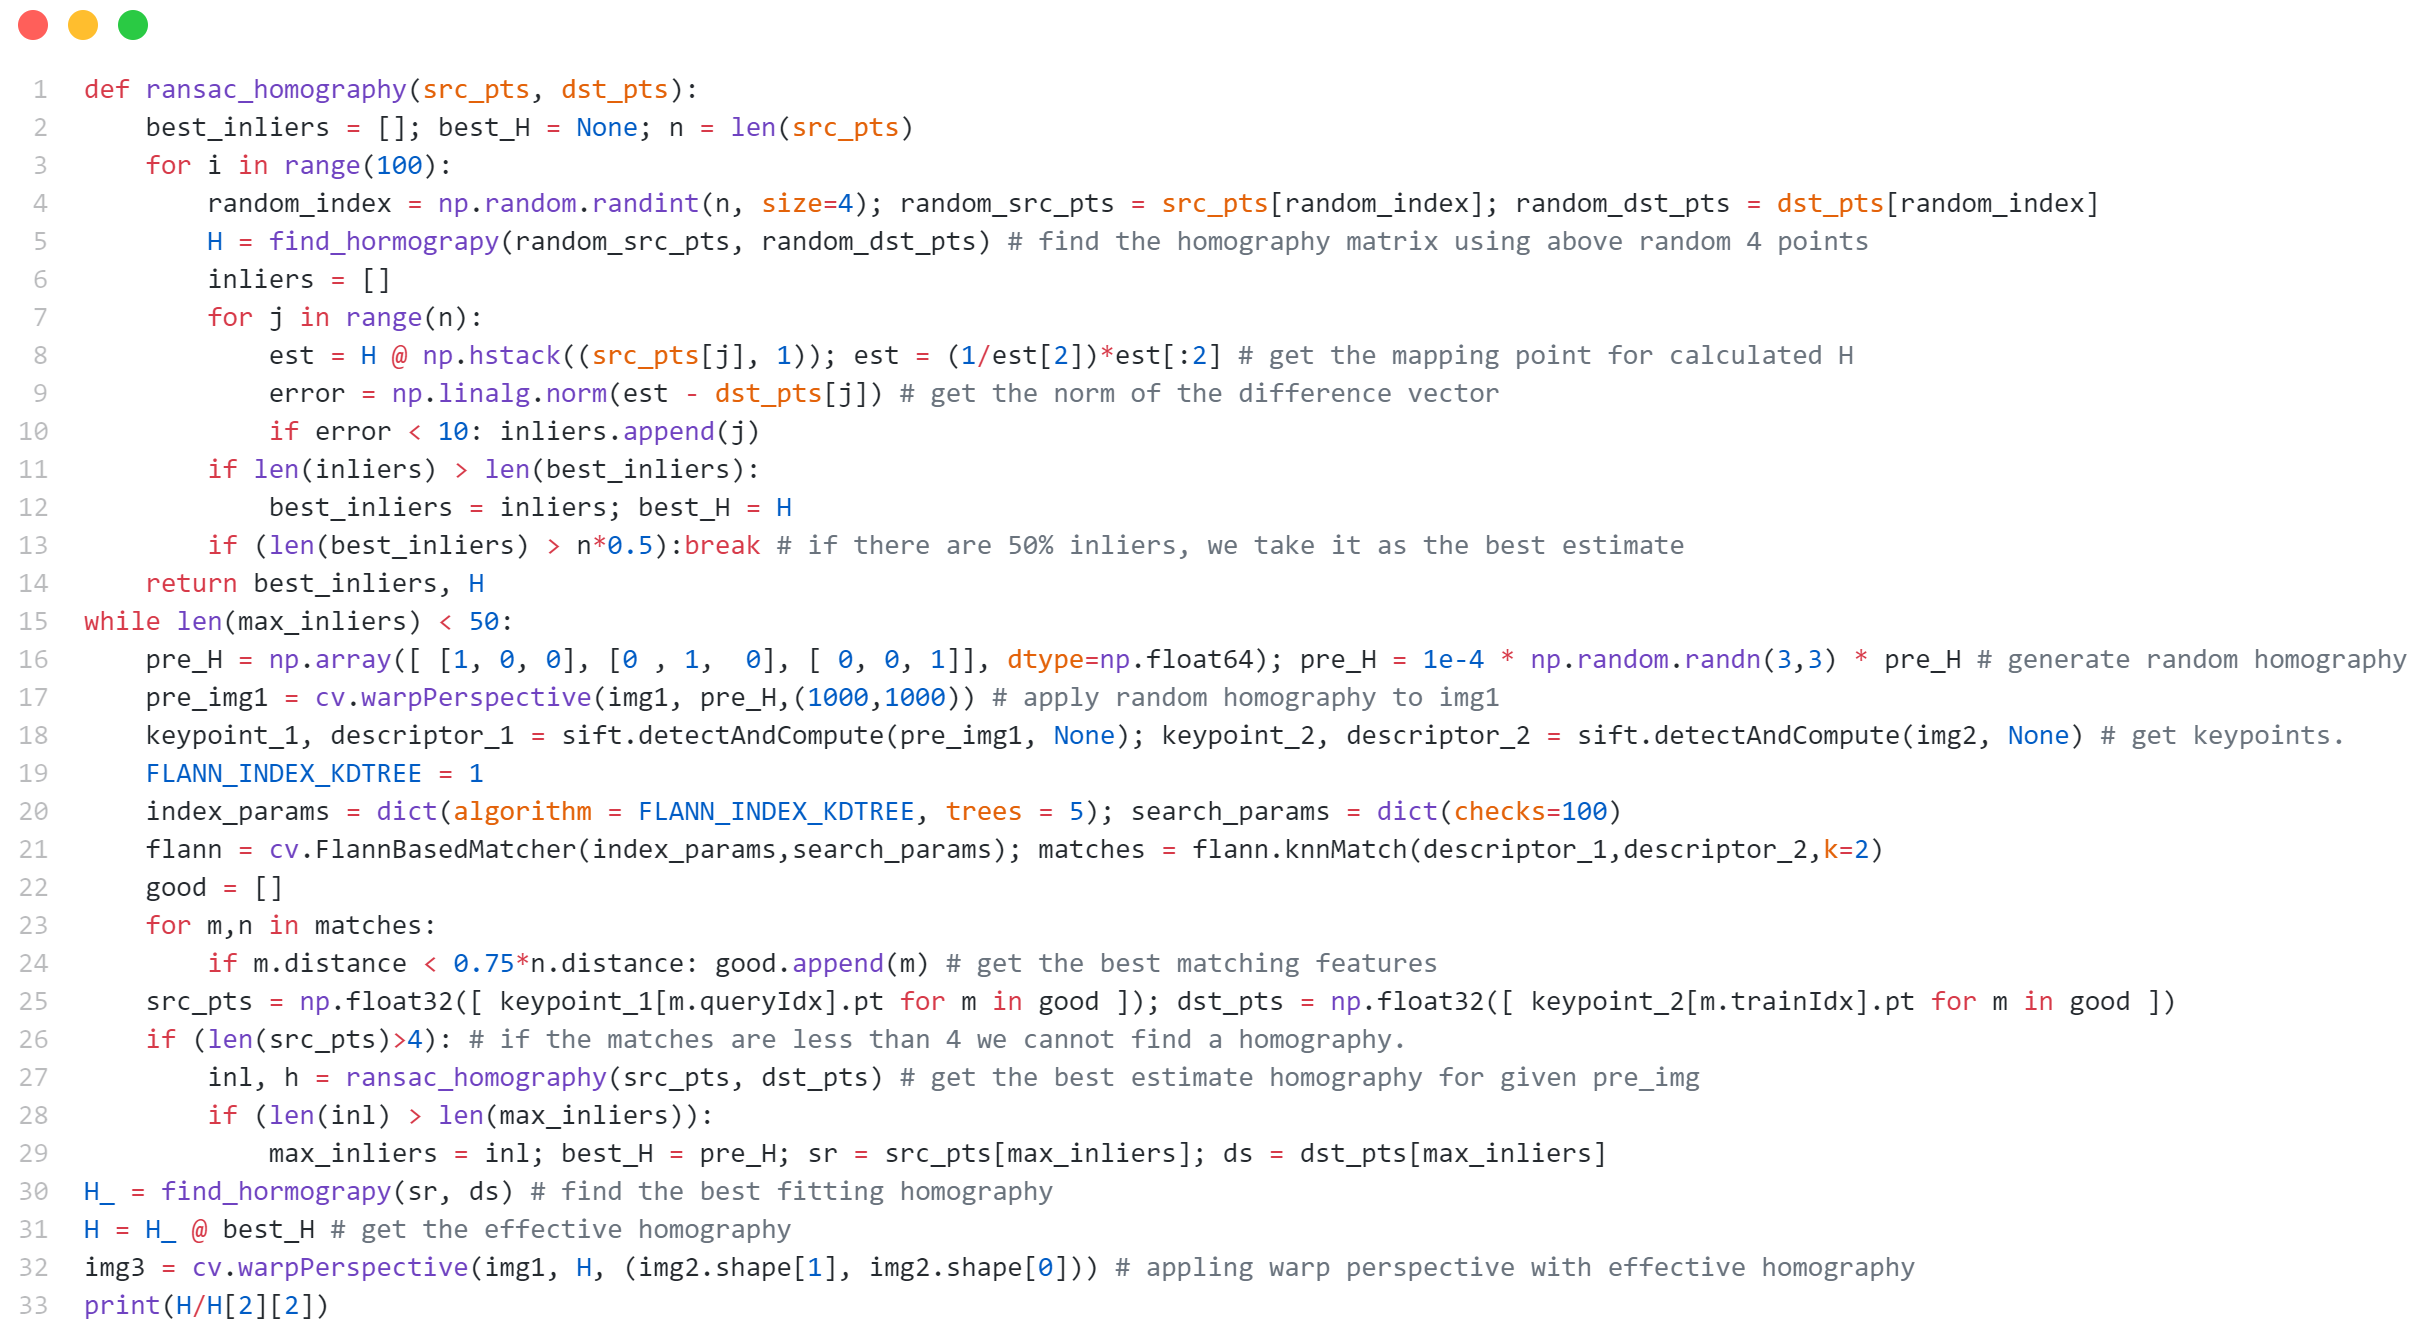 1 def ransac_homography(src_pts, dst_pts):
2     best_inliers = []; best_H = None; n = len(src_pts)
3     for i in range(100):
4         random_index = np.random.randint(n, size=4); random_src_pts = src_pts[random_index]; random_dst_pts = dst_pts[random_index]
5         H = find_hormograpy(random_src_pts, random_dst_pts) # find the homography matrix using above random 4 points
6         inliers = []
7         for j in range(n):
8             est = H @ np.hstack((src_pts[j], 1)); est = (1/est[2])*est[:2] # get the mapping point for calculated H
9             error = np.linalg.norm(est - dst_pts[j]) # get the norm of the difference vector
10             if error < 10: inliers.append(j)
11         if len(inliers) > len(best_inliers):
12             best_inliers = inliers; best_H = H
13         if (len(best_inliers) > n*0.5):break # if there are 50% inliers, we take it as the best estimate
14     return best_inliers, H
15 while len(max_inliers) < 50:
16     pre_H = np.array([ [1, 0, 0], [0 , 1,  0], [ 0, 0, 1]], dtype=np.float64); pre_H = 1e-4 * np.random.randn(3,3) * pre_H # generate random homography
17     pre_img1 = cv.warpPerspective(img1, pre_H,(1000,1000)) # apply random homography to img1
18     keypoint_1, descriptor_1 = sift.detectAndCompute(pre_img1, None); keypoint_2, descriptor_2 = sift.detectAndCompute(img2, None) # get keypoints.
19     FLANN_INDEX_KDTREE = 1
20     index_params = dict(algorithm = FLANN_INDEX_KDTREE, trees = 5); search_params = dict(checks=100)
21     flann = cv.FlannBasedMatcher(index_params,search_params); matches = flann.knnMatch(descriptor_1,descriptor_2,k=2)
22     good = []
23     for m,n in matches:
24         if m.distance < 0.75*n.distance: good.append(m) # get the best matching features
25     src_pts = np.float32([ keypoint_1[m.queryIdx].pt for m in good ]); dst_pts = np.float32([ keypoint_2[m.trainIdx].pt for m in good ])
26     if (len(src_pts)>4): # if the matches are less than 4 we cannot find a homography.
27         inl, h = ransac_homography(src_pts, dst_pts) # get the best estimate homography for given pre_img
28         if (len(inl) > len(max_inliers)):
29             max_inliers = inl; best_H = pre_H; sr = src_pts[max_inliers]; ds = dst_pts[max_inliers]
30 H_ = find_hormograpy(sr, ds) # find the best fitting homography
31 H = H_ @ best_H # get the effective homography
32 img3 = cv.warpPerspective(img1, H, (img2.shape[1], img2.shape[0])) # appling warp perspective with effective homography
33 print(H/H[2][2])